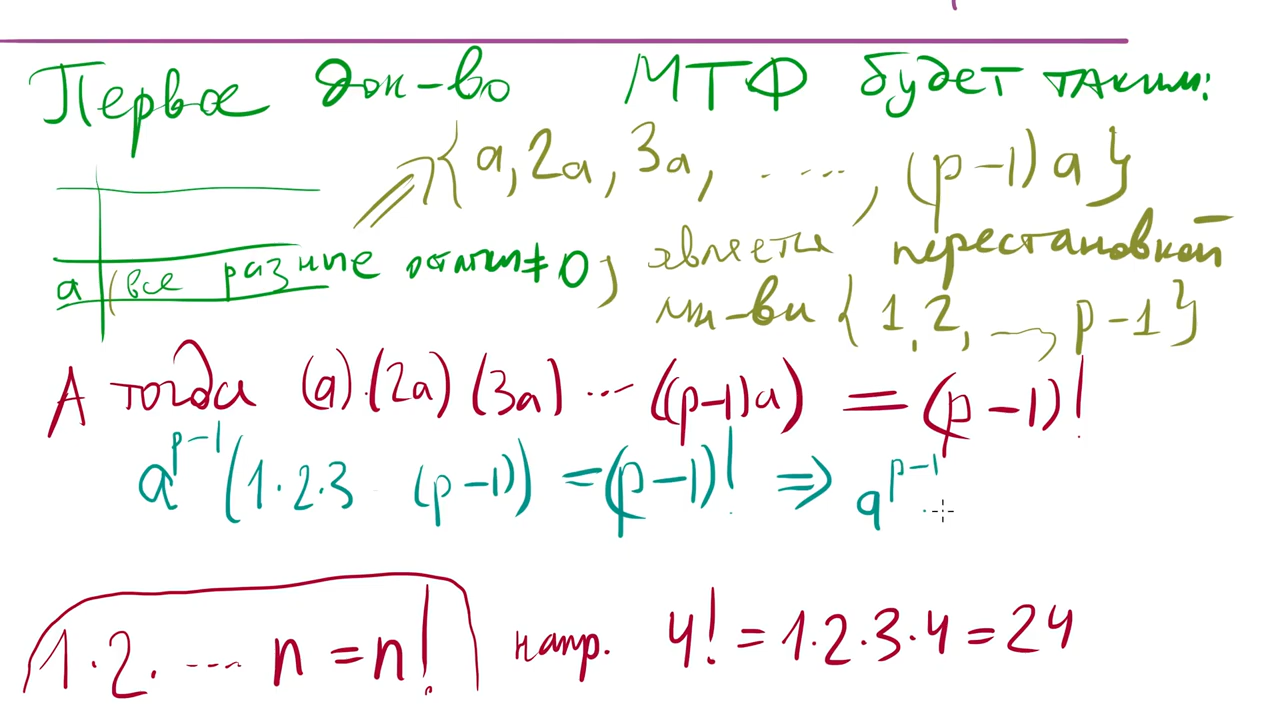 Первое док-во МТФ будет таким:
{a, 2a, 3a, ....., (p-1)a}
a (все разные остатки ≠ 0) является перестановкой
мн-ви {1, 2, ..., p-1}
А тогда (a)·(2a)(3a)...((p-1)a) = (p-1)!
a^{p-1}(1·2·3 (p-1)) = (p-1)! ⇒ a^{p-1}
1·2· ... n = n! напр. 4! = 1·2·3·4 = 24